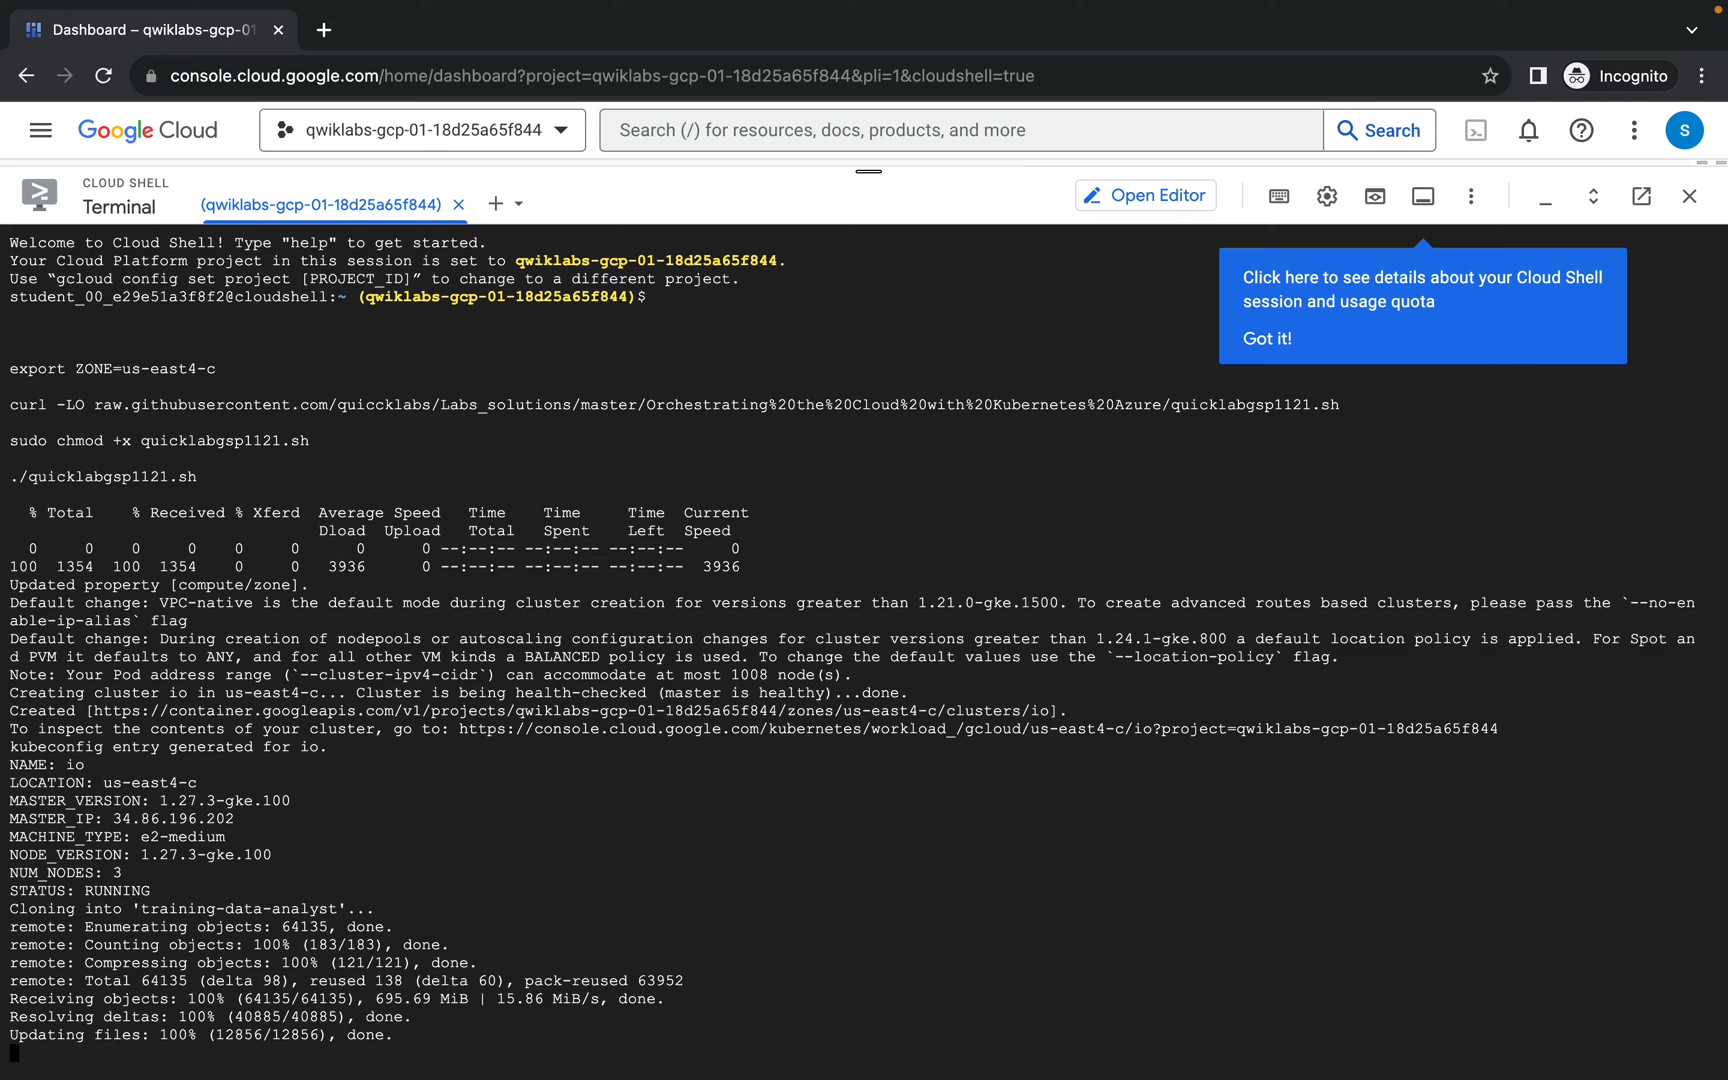 Dashboard – qwiklabs-gcp-01
console.cloud.google.com/home/dashboard?project=qwiklabs-gcp-01-18d25a65f844&pli=1&cloudshell=true
Incognito
Google Cloud
qwiklabs-gcp-01-18d25a65f844
Search (/) for resources, docs, products, and more
Search
S
CLOUD SHELL
Terminal
(qwiklabs-gcp-01-18d25a65f844)
Open Editor
Welcome to Cloud Shell! Type "help" to get started.
Your Cloud Platform project in this session is set to qwiklabs-gcp-01-18d25a65f844.
Use “gcloud config set project [PROJECT_ID]” to change to a different project.
student_00_e29e51a3f8f2@cloudshell:~ (qwiklabs-gcp-01-18d25a65f844)$
Click here to see details about your Cloud Shell
session and usage quota
Got it!
export ZONE=us-east4-c
curl -LO raw.githubusercontent.com/quiccklabs/Labs_solutions/master/Orchestrating%20the%20Cloud%20with%20Kubernetes%20Azure/quicklabgsp1121.sh
sudo chmod +x quicklabgsp1121.sh
./quicklabgsp1121.sh
% Total % Received % Xferd Average Speed Time Time Time Current
Dload Upload Total Spent Left Speed
0 0 0 0 0 0 0 0 --:--:-- --:--:-- --:--:-- 0
100 1354 100 1354 0 0 3936 0 --:--:-- --:--:-- --:--:-- 3936
Updated property [compute/zone].
Default change: VPC-native is the default mode during cluster creation for versions greater than 1.21.0-gke.1500. To create advanced routes based clusters, please pass the `--no-en
able-ip-alias` flag
Default change: During creation of nodepools or autoscaling configuration changes for cluster versions greater than 1.24.1-gke.800 a default location policy is applied. For Spot an
d PVM it defaults to ANY, and for all other VM kinds a BALANCED policy is used. To change the default values use the `--location-policy` flag.
Note: Your Pod address range (`--cluster-ipv4-cidr`) can accommodate at most 1008 node(s).
Creating cluster io in us-east4-c... Cluster is being health-checked (master is healthy)...done.
Created [https://container.googleapis.com/v1/projects/qwiklabs-gcp-01-18d25a65f844/zones/us-east4-c/clusters/io].
To inspect the contents of your cluster, go to: https://console.cloud.google.com/kubernetes/workload_/gcloud/us-east4-c/io?project=qwiklabs-gcp-01-18d25a65f844
kubeconfig entry generated for io.
NAME: io
LOCATION: us-east4-c
MASTER_VERSION: 1.27.3-gke.100
MASTER_IP: 34.86.196.202
MACHINE_TYPE: e2-medium
NODE_VERSION: 1.27.3-gke.100
NUM_NODES: 3
STATUS: RUNNING
Cloning into 'training-data-analyst'...
remote: Enumerating objects: 64135, done.
remote: Counting objects: 100% (183/183), done.
remote: Compressing objects: 100% (121/121), done.
remote: Total 64135 (delta 98), reused 138 (delta 60), pack-reused 63952
Receiving objects: 100% (64135/64135), 695.69 MiB | 15.86 MiB/s, done.
Resolving deltas: 100% (40885/40885), done.
Updating files: 100% (12856/12856), done.